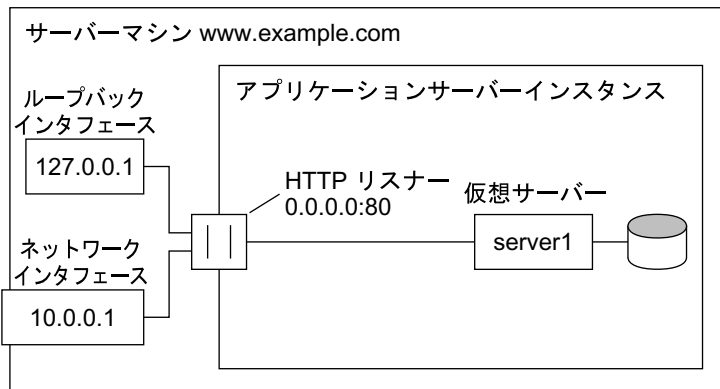 サーバーマシン www.example.com
アプリケーションサーバーインスタンス
ループバック
インタフェース
127.0.0.1
HTTP リスナー
0.0.0.0:80
仮想サーバー
server1
ネットワーク
インタフェース
10.0.0.1